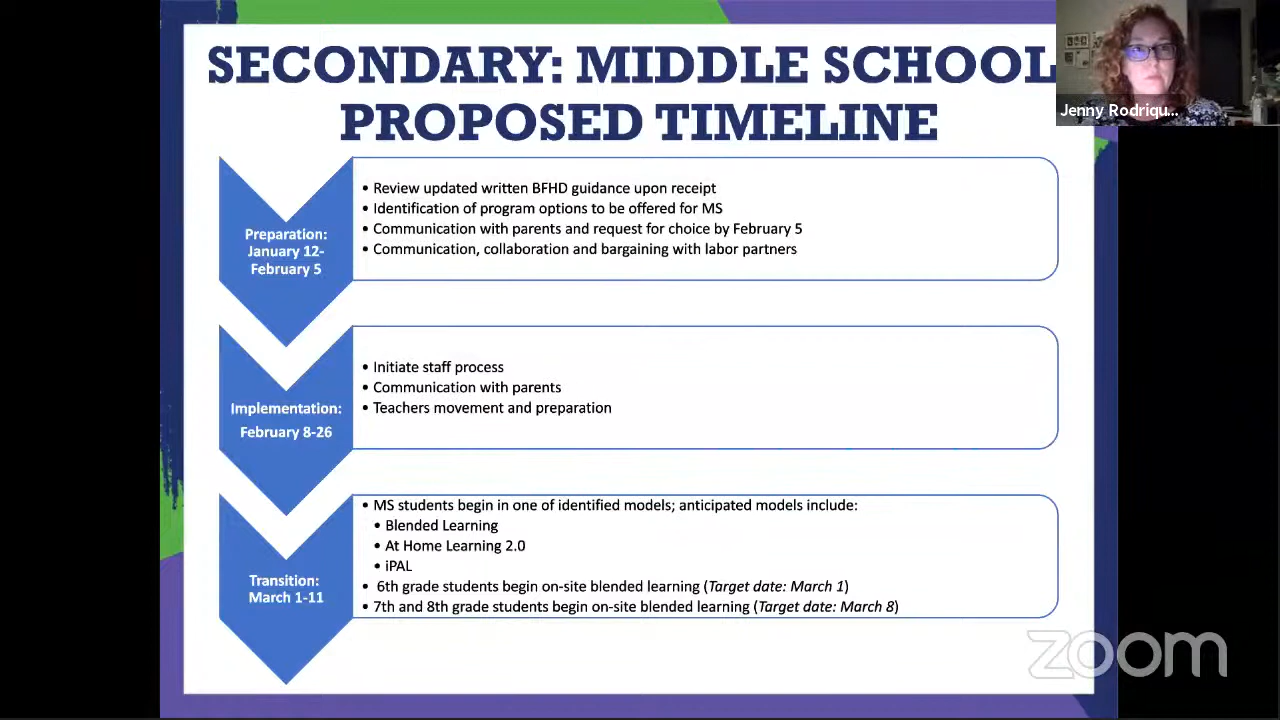 SECONDARY: MIDDLE SCHOOL
PROPOSED TIMELINE
Jenny Rodriqu...
Preparation:
January 12-
February 5
• Review updated written BFHD guidance upon receipt
• Identification of program options to be offered for MS
• Communication with parents and request for choice by February 5
• Communication, collaboration and bargaining with labor partners
Implementation:
February 8-26
• Initiate staff process
• Communication with parents
• Teachers movement and preparation
Transition:
March 1-11
• MS students begin in one of identified models; anticipated models include:
• Blended Learning
• At Home Learning 2.0
• iPAL
• 6th grade students begin on-site blended learning (Target date: March 1)
• 7th and 8th grade students begin on-site blended learning (Target date: March 8)
zoom